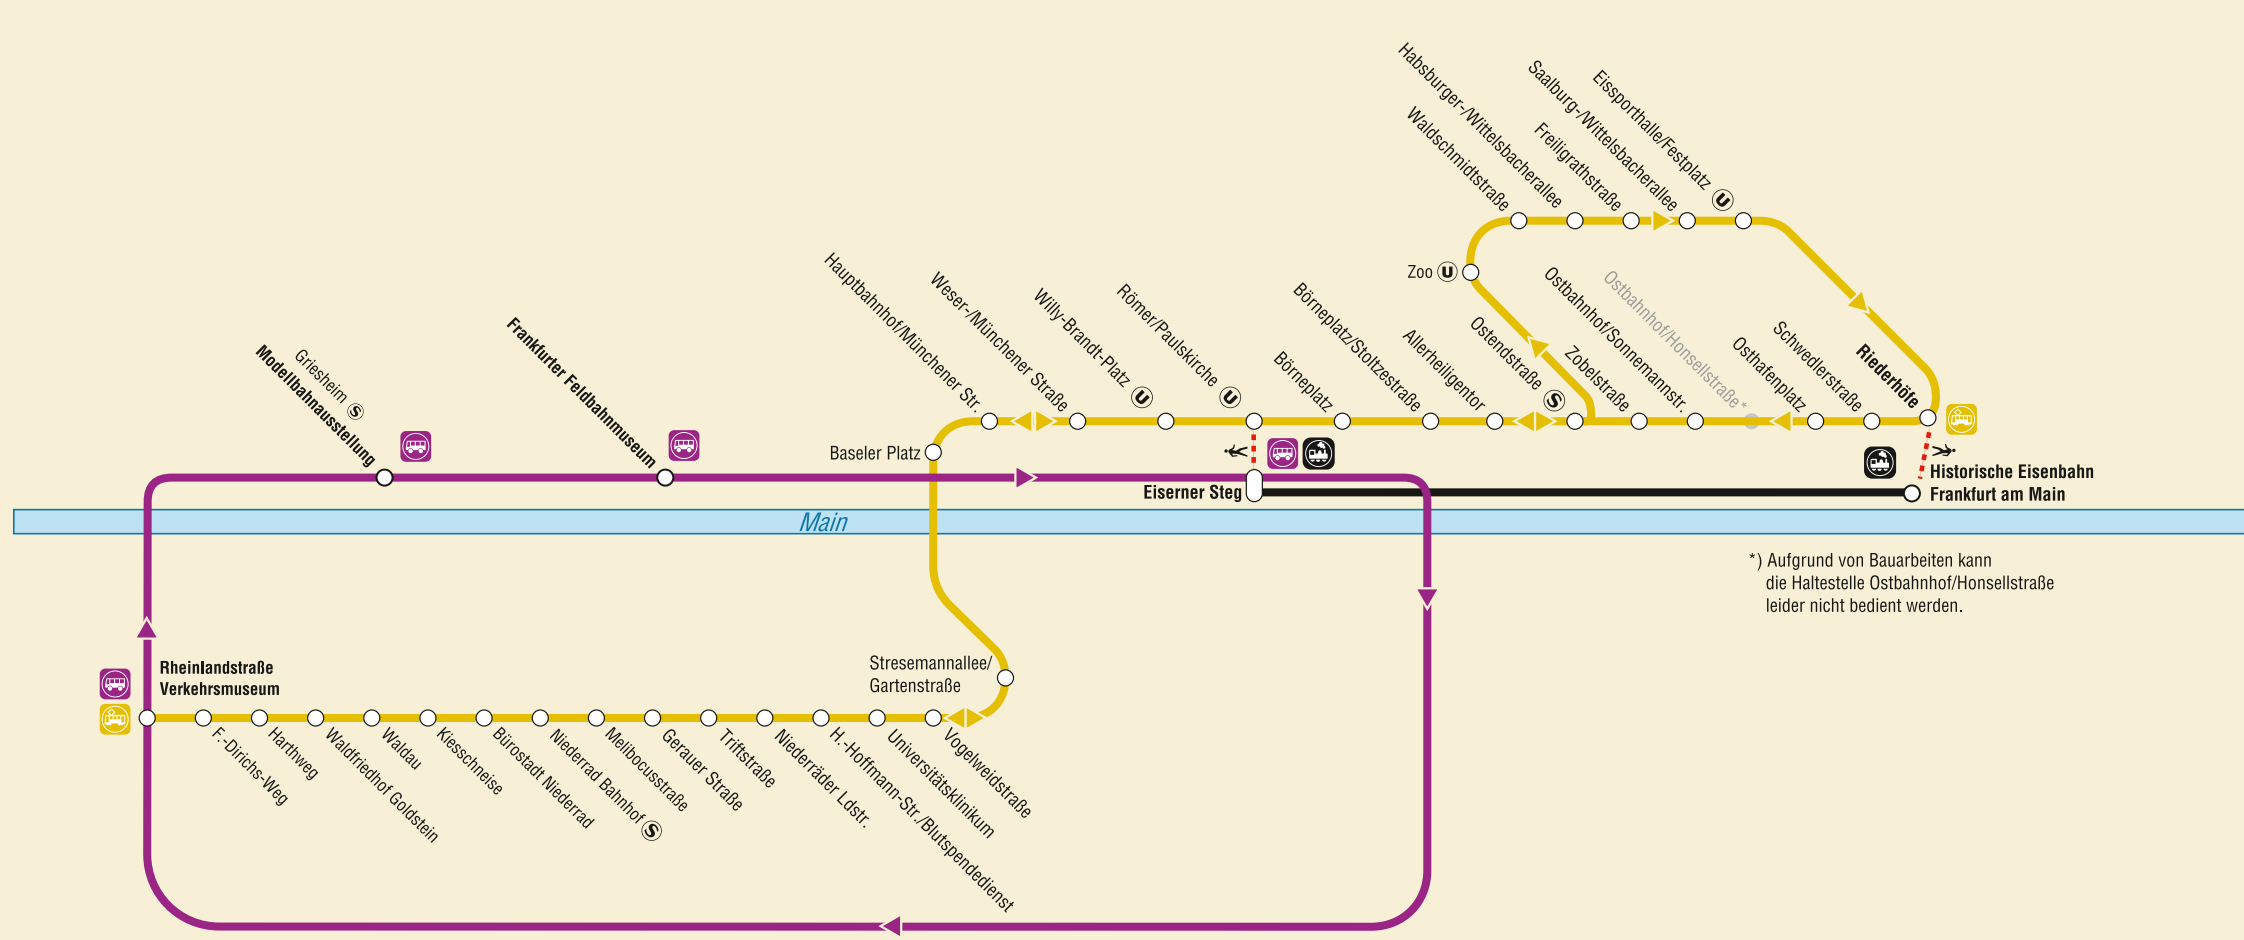 Habsburger-/Wittelsbacherallee
Saalburg-/Wittelsbacherallee
Eissporthalle/Festplatz U
Waldschmidtstraße
Freiligrathstraße
Zoo U
Hauptbahnhof/Münchener Str.
Weser-/Münchener Straße
Willy-Brandt-Platz U
Römer/Paulskirche U
Börneplatz
Börneplatz/Stoltzestraße
Allerheiligentor
Ostendstraße S
Zobelstraße
Ostbahnhof/Sonnemannstr.
Ostbahnhof/Honsellstraße *
Osthafenplatz
Schwedlerstraße
Riederhöfe
Griesheim S
Modellbahnausstellung
Frankfurter Feldbahnmuseum
Baseler Platz
Eiserner Steg
Historische Eisenbahn
Frankfurt am Main
Main
*) Aufgrund von Bauarbeiten kann
die Haltestelle Ostbahnhof/Honsellstraße
leider nicht bedient werden.
Stresemannallee/
Gartenstraße
Rheinlandstraße
Verkehrsmuseum
F.-Dirichs-Weg
Harthweg
Waldfriedhof Goldstein
Waldau
Kiesschneise
Bürostadt Niederrad
Niederrad Bahnhof S
Melibocusstraße
Gerauer Straße
Triftstraße
Niederräder Ldstr.
H.-Hoffmann-Str./Blutspendedienst
Universitätsklinikum
Vogelweidstraße